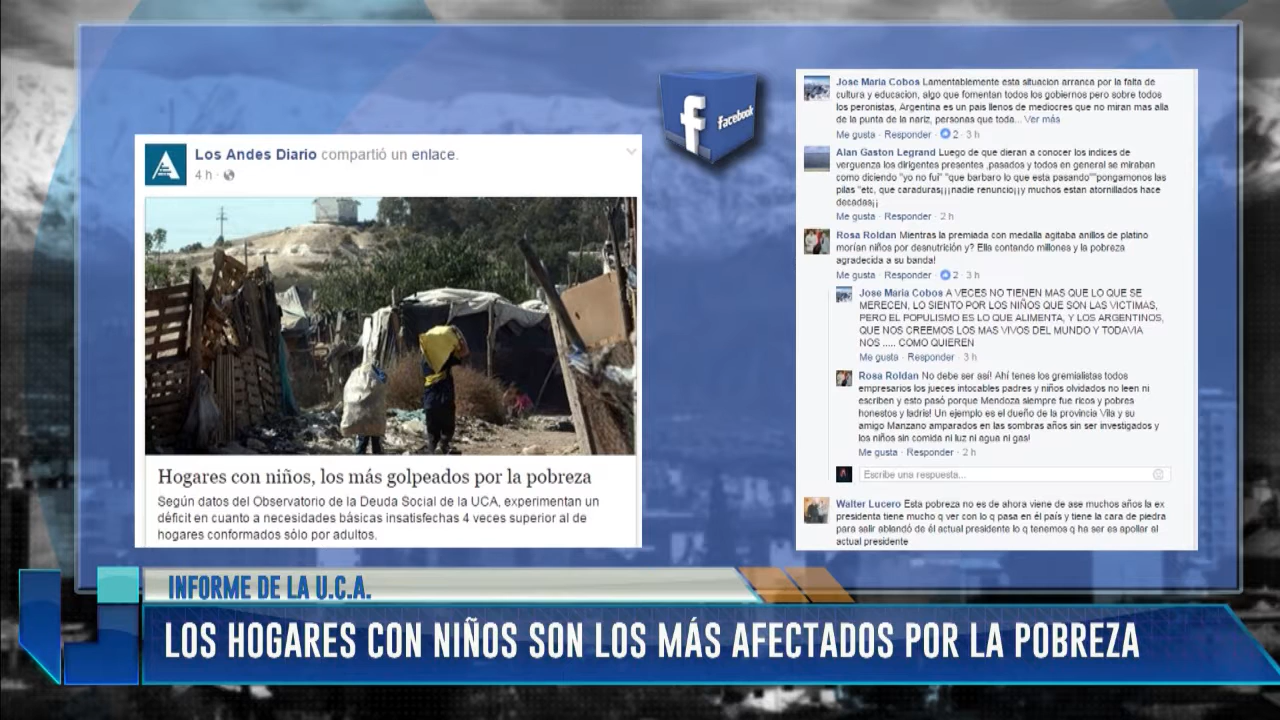 Los Andes Diario compartió un enlace.
4 h ·
Hogares con niños, los más golpeados por la pobreza
Según datos del Observatorio de la Deuda Social de la UCA, experimentan un
déficit en cuanto a necesidades básicas insatisfechas 4 veces superior al de
hogares conformados sólo por adultos.
f facebook
Jose Maria Cobos Lamentablemente esta situacion arranca por la falta de
cultura y educacion, algo que fomentan todos los gobiernos pero sobre todos
los peronistas, Argentina es un pais llenos de mediocres que no miran mas alla
de la punta de la nariz, personas que toda... Ver más
Me gusta · Responder · 2 · 3 h
Alan Gaston Legrand Luego de que dieran a conocer los indices de
verguenza los dirigentes presentes ,pasados y todos en general se miraban
como diciendo "yo no fui" "que barbaro lo que esta pasando""pongamonos las
pilas "etc, que caraduras¡¡¡nadie renuncio¡¡y muchos estan atornillados hace
decadas¡¡
Me gusta · Responder · 2 h
Rosa Roldan Mientras la premiada con medalla agitaba anillos de platino
morían niños por desnutrición y? Ella contando millones y la pobreza
agradecida a su banda!
Me gusta · Responder · 2 · 3 h
Jose Maria Cobos A VECES NO TIENEN MAS QUE LO QUE SE
MERECEN, LO SIENTO POR LOS NIÑOS QUE SON LAS VICTIMAS,
PERO EL POPULISMO ES LO QUE ALIMENTA, Y LOS ARGENTINOS,
QUE NOS CREEMOS LOS MAS VIVOS DEL MUNDO Y TODAVIA
NOS ..... COMO QUIEREN
Me gusta · Responder · 3 h
Rosa Roldan No debe ser así! Ahí tenes los gremialistas todos
empresarios los jueces intocables padres y niños olvidados no leen ni
escriben y esto pasó porque Mendoza siempre fue ricos y pobres
honestos y ladris! Un ejemplo es el dueño de la provincia Vila y su
amigo Manzano amparados en las sombras años sin ser investigados y
los niños sin comida ni luz ni agua ni gas!
Me gusta · Responder · 2 h
Escribe una respuesta...
Walter Lucero Esta pobreza no es de ahora viene de ase muchos años la ex
presidenta tiene mucho q ver con lo q pasa en él país y tiene la cara de piedra
para salir ablandó de él actual presidente lo q tenemos q ha ser es apollar al
actual presidente
INFORME DE LA U.C.A.
LOS HOGARES CON NIÑOS SON LOS MÁS AFECTADOS POR LA POBREZA